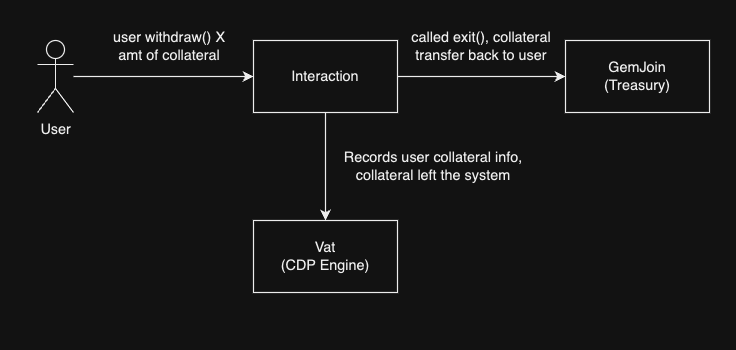 user withdraw() X
amt of collateral
called exit(), collateral
transfer back to user
Interaction
GemJoin
(Treasury)
User
Records user collateral info,
collateral left the system
Vat
(CDP Engine)